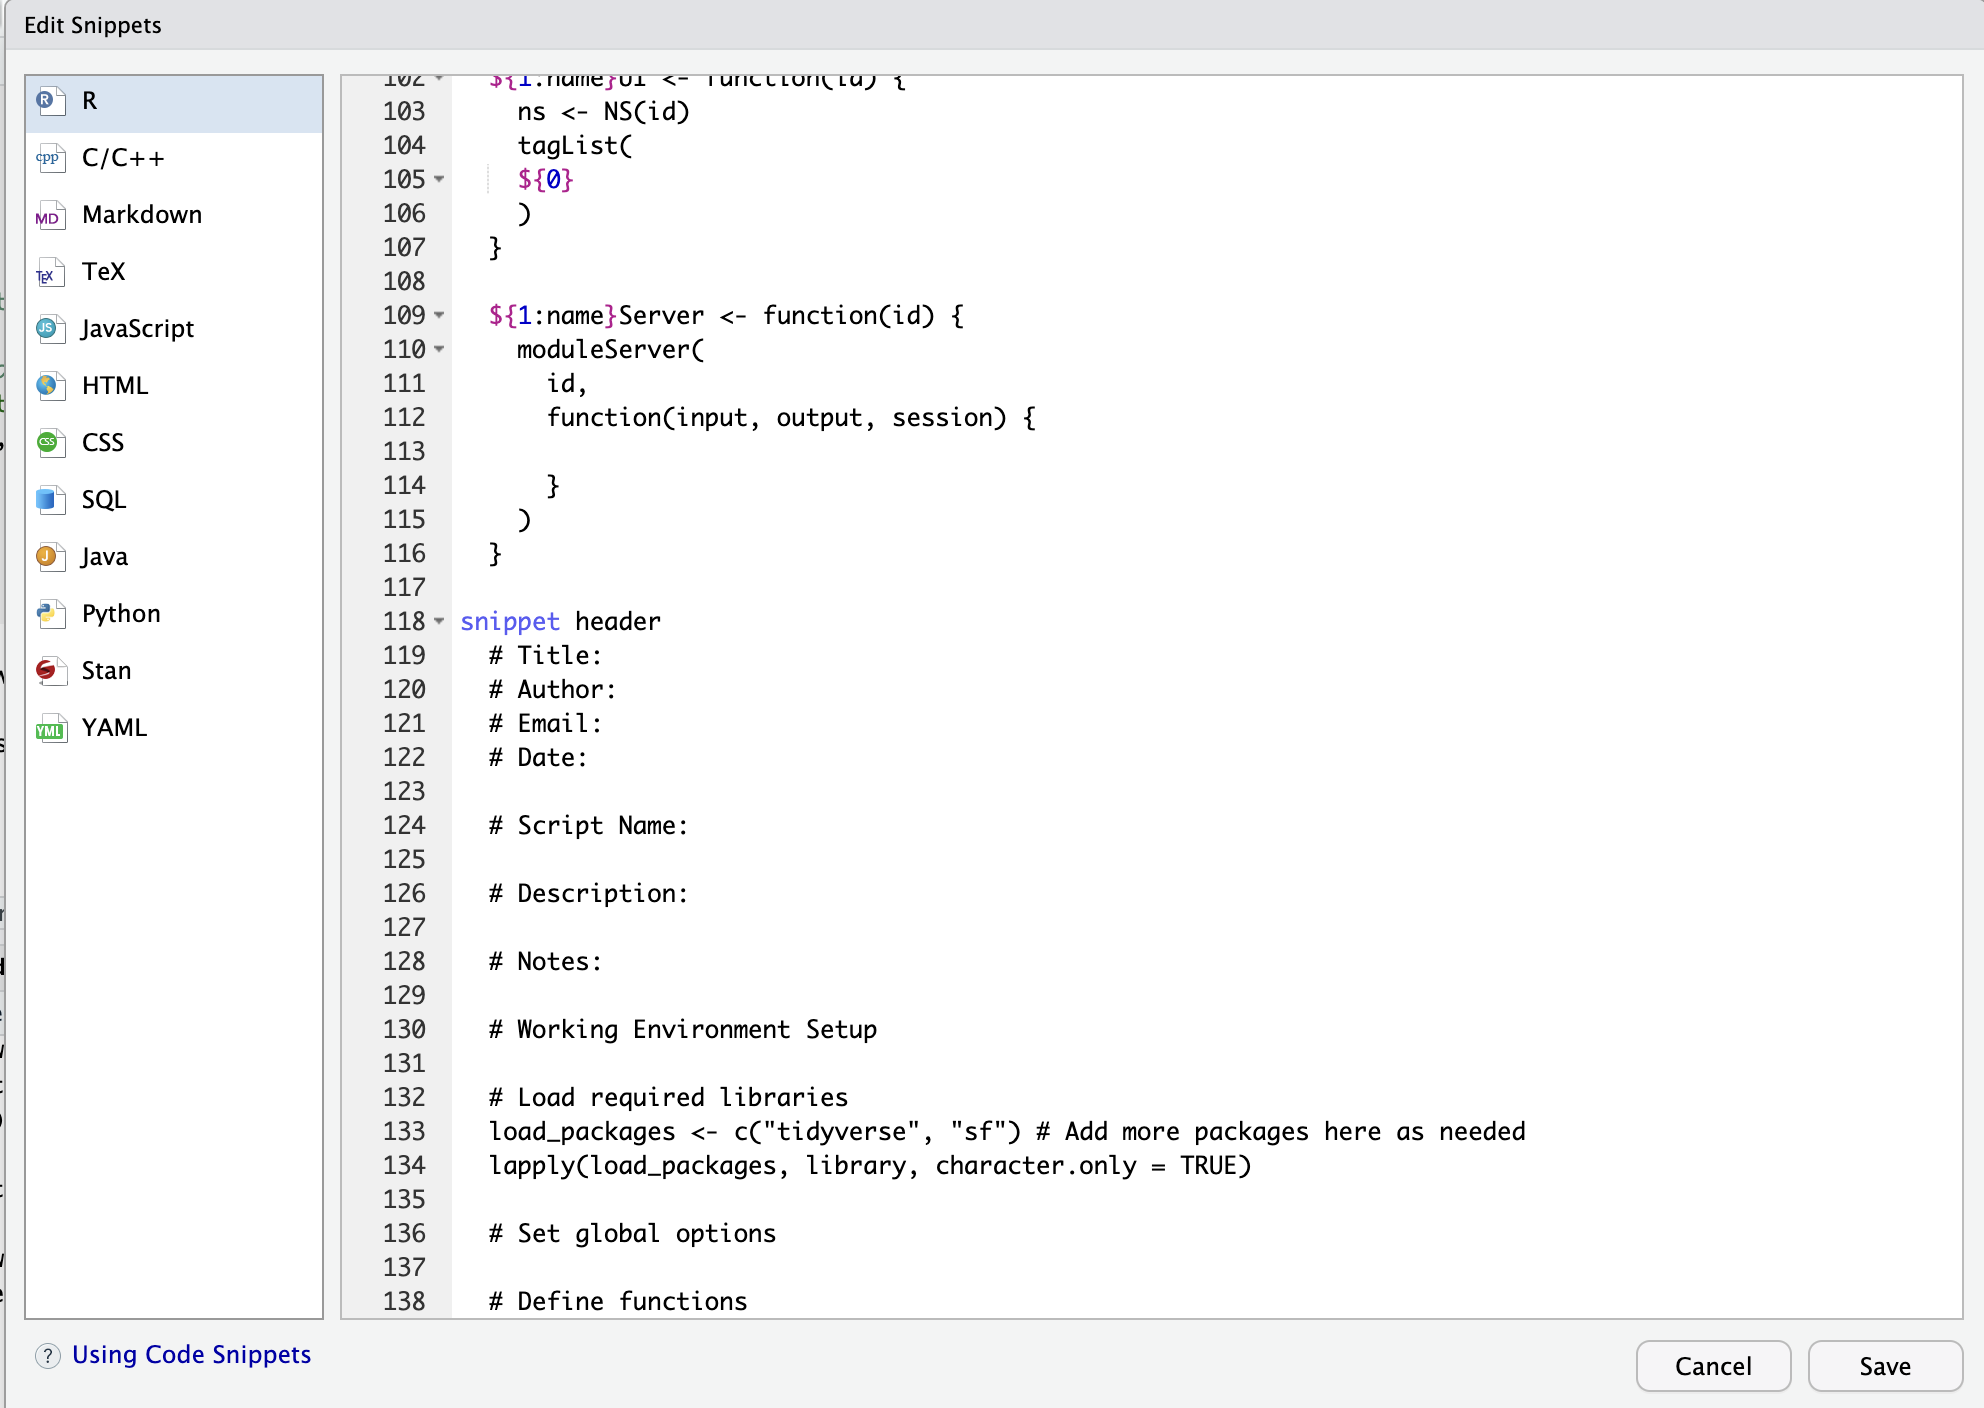 Edit Snippets
R
C/C++
Markdown
TeX
JavaScript
HTML
CSS
SQL
Java
Python
Stan
YAML
102 ${1:name}UI <- function(id) {
103 ns <- NS(id)
104 tagList(
105 ${0}
106 )
107 }
108
109 ${1:name}Server <- function(id) {
110 moduleServer(
111 id,
112 function(input, output, session) {
113
114 }
115 )
116 }
117
118 snippet header
119 # Title:
120 # Author:
121 # Email:
122 # Date:
123
124 # Script Name:
125
126 # Description:
127
128 # Notes:
129
130 # Working Environment Setup
131
132 # Load required libraries
133 load_packages <- c("tidyverse", "sf") # Add more packages here as needed
134 lapply(load_packages, library, character.only = TRUE)
135
136 # Set global options
137
138 # Define functions
? Using Code Snippets
Cancel
Save